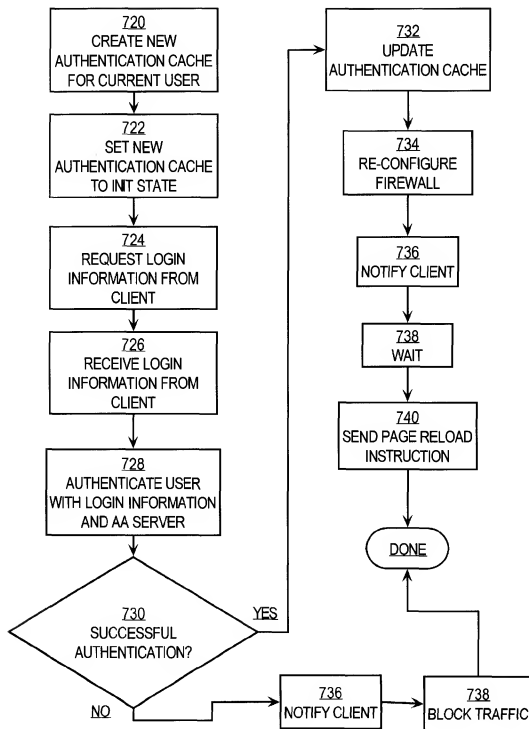 720
CREATE NEW
AUTHENTICATION CACHE
FOR CURRENT USER
722
SET NEW
AUTHENTICATION CACHE
TO INIT STATE
724
REQUEST LOGIN
INFORMATION FROM
CLIENT
726
RECEIVE LOGIN
INFORMATION FROM
CLIENT
728
AUTHENTICATE USER
WITH LOGIN INFORMATION
AND AA SERVER
730
SUCCESSFUL
AUTHENTICATION?
YES
NO
732
UPDATE
AUTHENTICATION CACHE
734
RE-CONFIGURE
FIREWALL
736
NOTIFY CLIENT
738
WAIT
740
SEND PAGE RELOAD
INSTRUCTION
DONE
736
NOTIFY CLIENT
738
BLOCK TRAFFIC